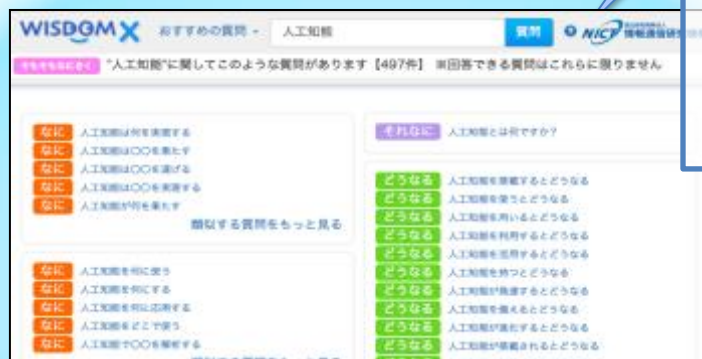 WISDOM X おすすめの質問 人工知能 質問 NICT
"人工知能"に関してこのような質問があります【497件】 ※回答できる質問はこれらに限りません
なに 人工知能は何を実現する
なに 人工知能は〇〇を果たす
なに 人工知能は〇〇を遂げる
なに 人工知能は〇〇を実現する
なに 人工知能が何を果たす
類似する質問をもっと見る
なに 人工知能を何に使う
なに 人工知能を何にする
なに 人工知能を何に応用する
なに 人工知能をどこで使う
なに 人工知能で〇〇を解析する
それなに 人工知能とは何ですか?
どうなる 人工知能を搭載するとどうなる
どうなる 人工知能を使うとどうなる
どうなる 人工知能を用いるとどうなる
どうなる 人工知能を利用するとどうなる
どうなる 人工知能を活用するとどうなる
どうなる 人工知能を持つとどうなる
どうなる 人工知能が発達するとどうなる
どうなる 人工知能を備えるとどうなる
どうなる 人工知能が進化するとどうなる
どうなる 人工知能が搭載されるとどうなる